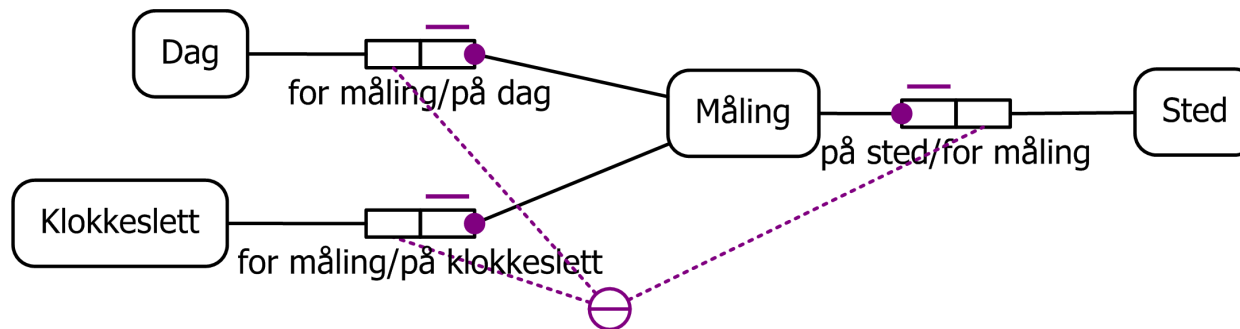 Dag
for måling/på dag
Måling
Sted
på sted/for måling
Klokkeslett
for måling/på klokkeslett